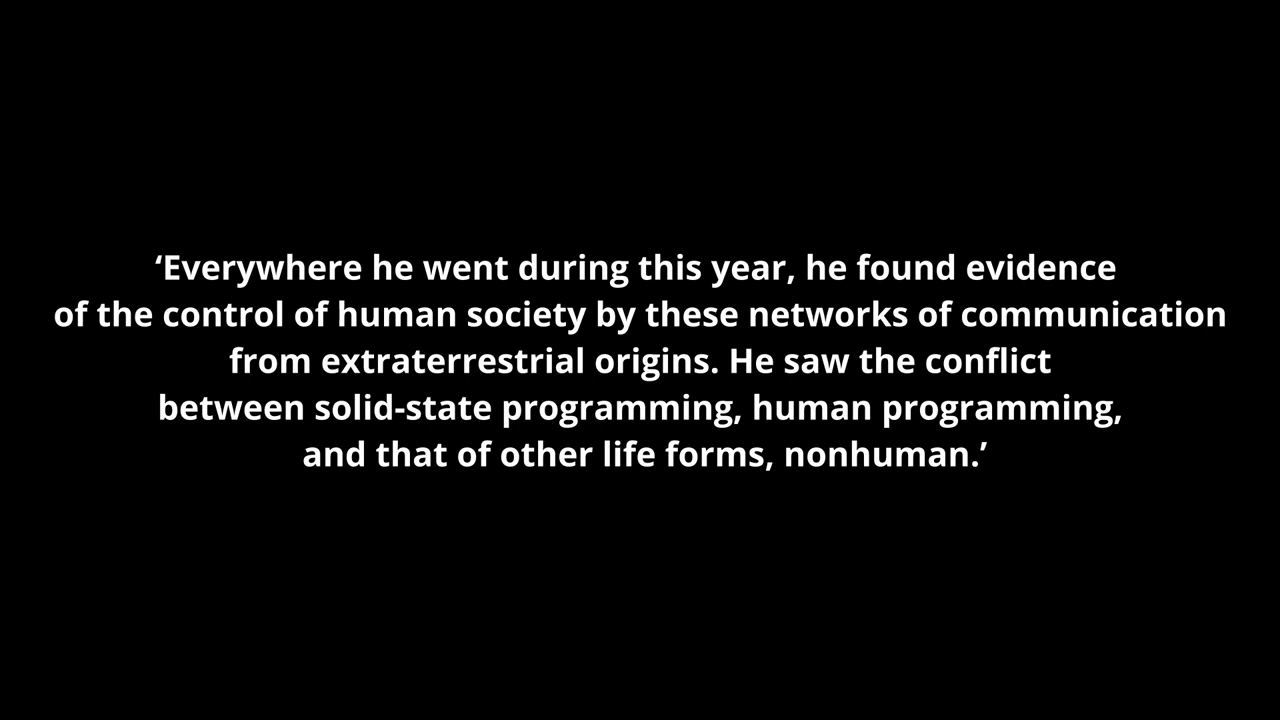 ‘Everywhere he went during this year, he found evidence
of the control of human society by these networks of communication
from extraterrestrial origins. He saw the conflict
between solid-state programming, human programming,
and that of other life forms, nonhuman.’